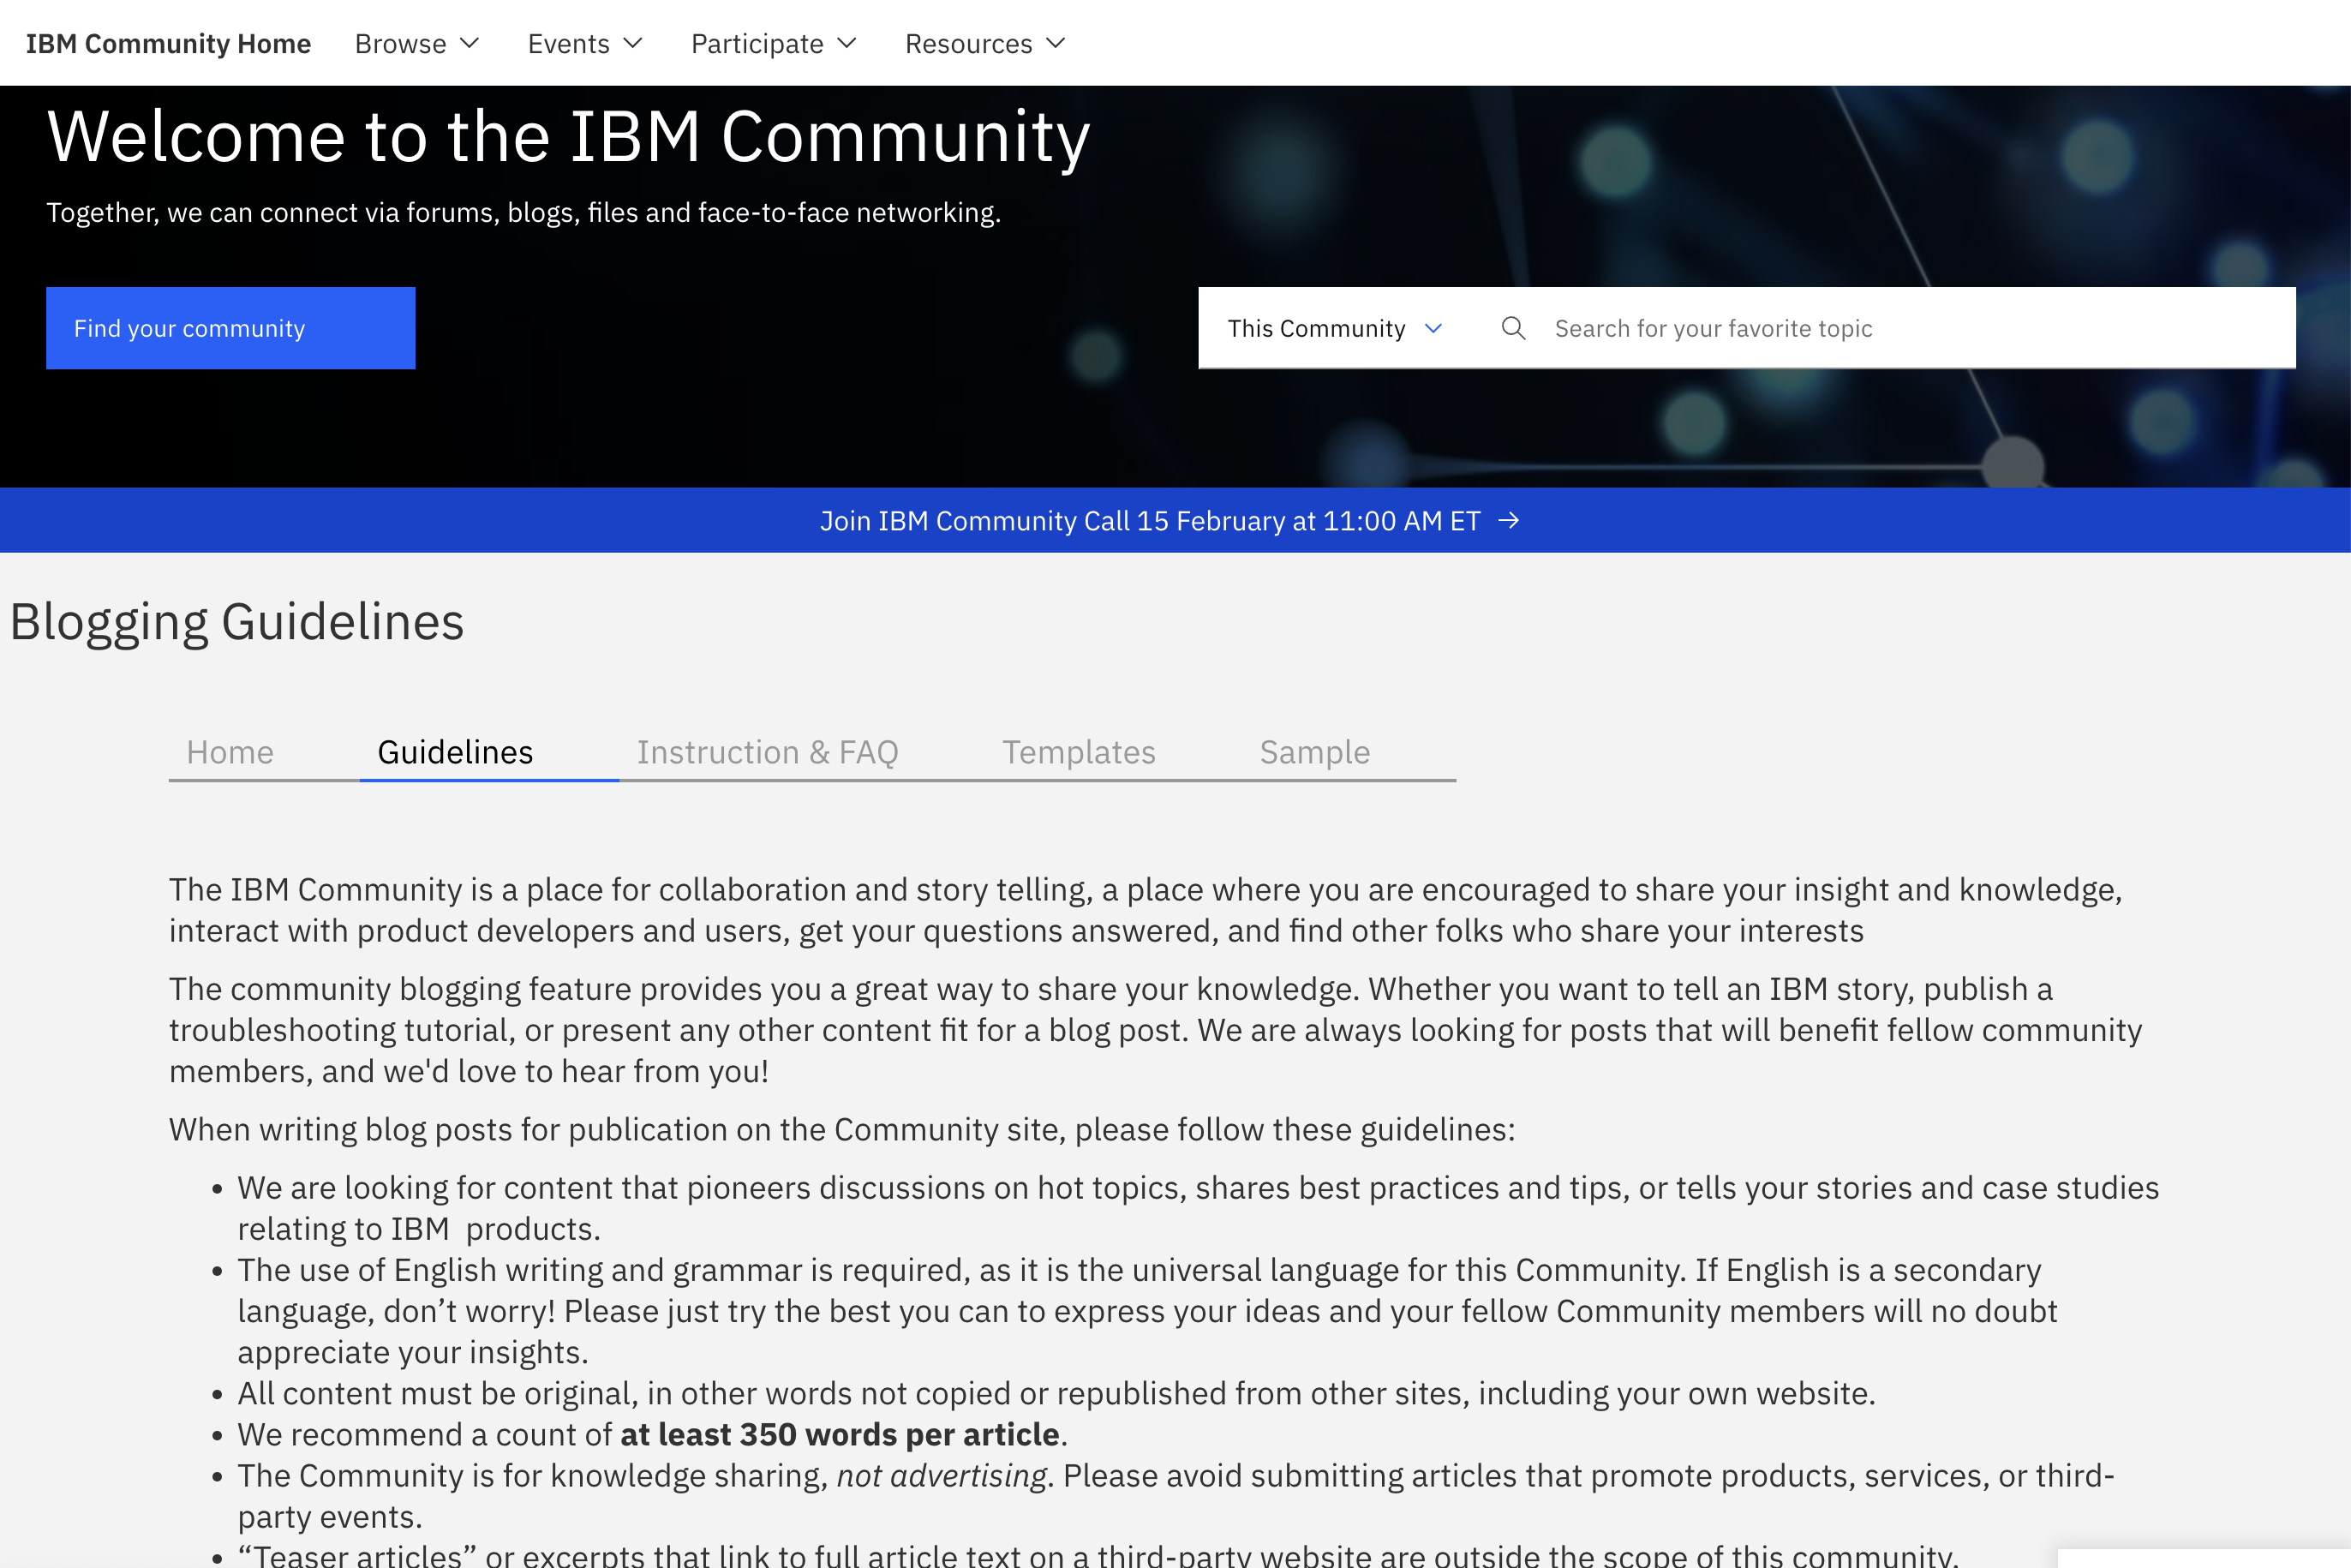 IBM Community Home Browse Events Participate Resources
Welcome to the IBM Community
Together, we can connect via forums, blogs, files and face-to-face networking.
Find your community
This Community Search for your favorite topic
Join IBM Community Call 15 February at 11:00 AM ET →
Blogging Guidelines
Home Guidelines Instruction & FAQ Templates Sample
The IBM Community is a place for collaboration and story telling, a place where you are encouraged to share your insight and knowledge,
interact with product developers and users, get your questions answered, and find other folks who share your interests
The community blogging feature provides you a great way to share your knowledge. Whether you want to tell an IBM story, publish a
troubleshooting tutorial, or present any other content fit for a blog post. We are always looking for posts that will benefit fellow community
members, and we'd love to hear from you!
When writing blog posts for publication on the Community site, please follow these guidelines:
• We are looking for content that pioneers discussions on hot topics, shares best practices and tips, or tells your stories and case studies
relating to IBM  products.
• The use of English writing and grammar is required, as it is the universal language for this Community. If English is a secondary
language, don’t worry! Please just try the best you can to express your ideas and your fellow Community members will no doubt
appreciate your insights.
• All content must be original, in other words not copied or republished from other sites, including your own website.
• We recommend a count of at least 350 words per article.
• The Community is for knowledge sharing, not advertising. Please avoid submitting articles that promote products, services, or third-
party events.
• “Teaser articles” or excerpts that link to full article text on a third-party website are outside the scope of this community.